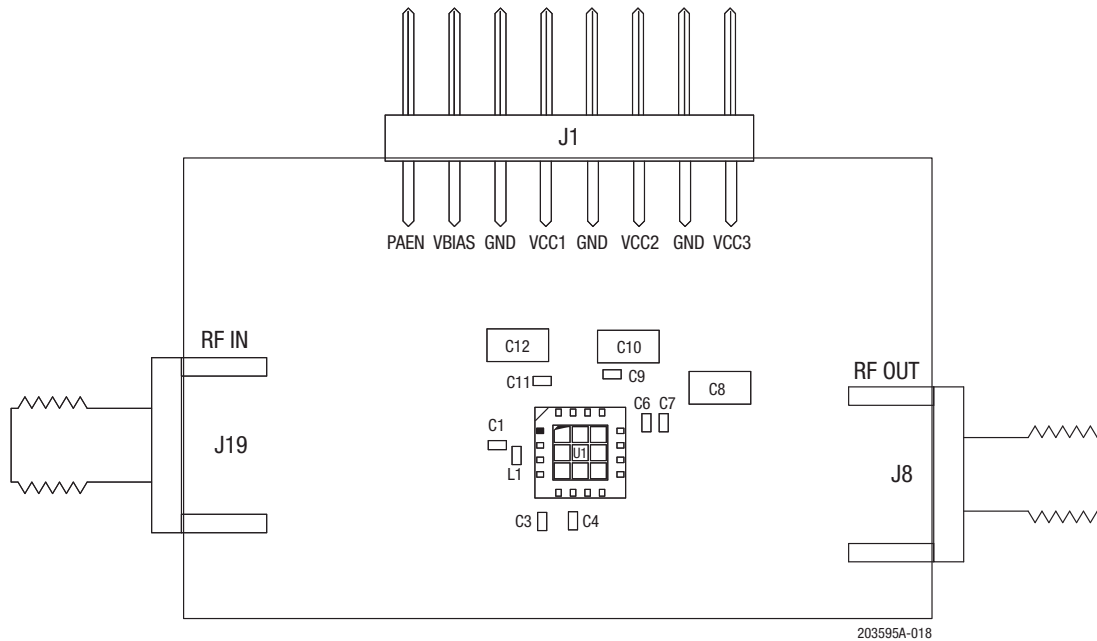 J1
PAEN VBIAS GND VCC1 GND VCC2 GND VCC3
RF IN
C12
C10
C11
C9
C8
RF OUT
C6 C7
C1
J19
U1
L1
J8
C3
C4
203595A-018